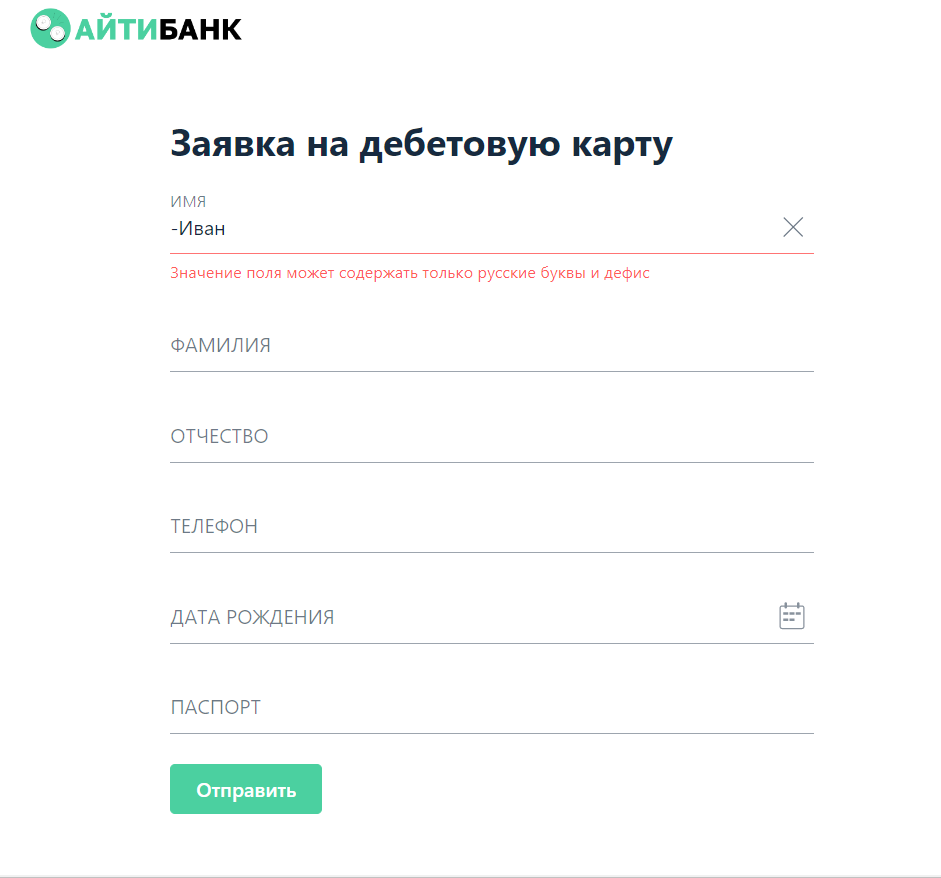 АЙТИБАНК
Заявка на дебетовую карту
ИМЯ
-Иван
Значение поля может содержать только русские буквы и дефис
ФАМИЛИЯ
ОТЧЕСТВО
ТЕЛЕФОН
ДАТА РОЖДЕНИЯ
ПАСПОРТ
Отправить